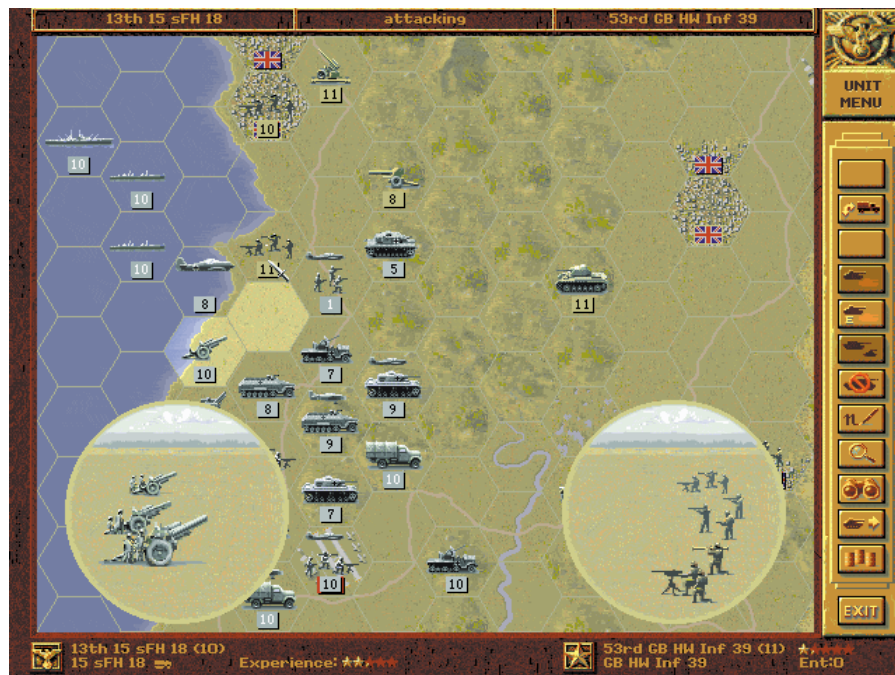 13th 15 sFH 18 attacking 53rd GB HW Inf 39
UNIT
MENU
11
10
10
10
8
10
11
5
8
1
11
10
7
8
9
9
10
7
10
10
10
EXIT
13th 15 sFH 18 (10)
15 sFH 18 Experience:
53rd GB HW Inf 39 (11)
GB HW Inf 39 Ent:0